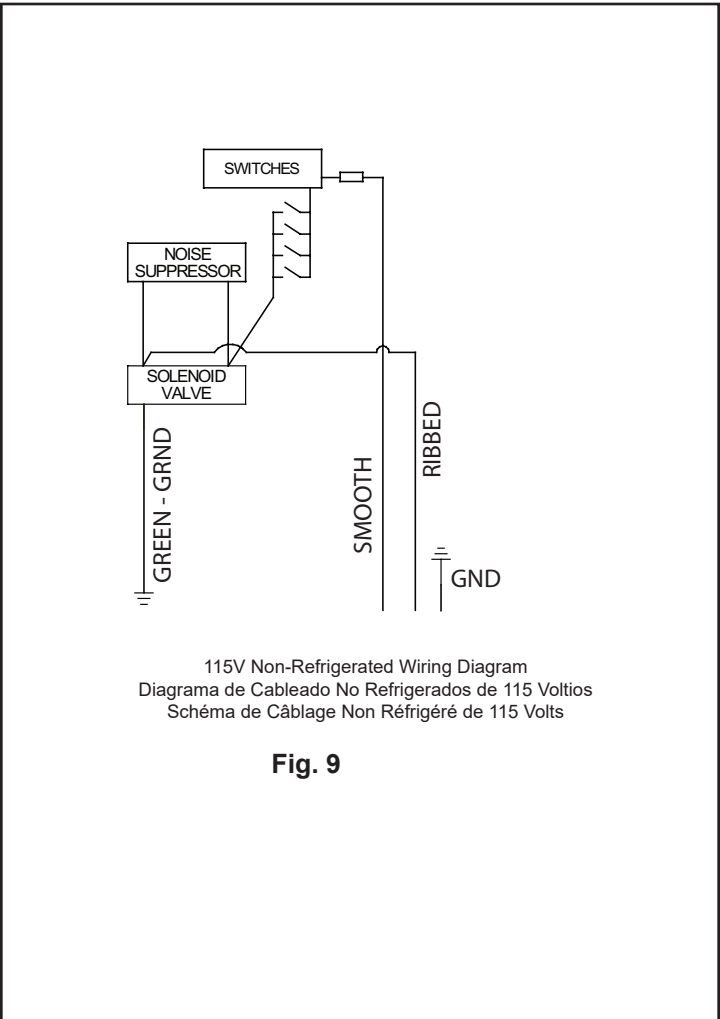 SWITCHES
NOISE
SUPPRESSOR
SOLENOID
VALVE
GREEN - GRND
SMOOTH
RIBBED
GND
115V Non-Refrigerated Wiring Diagram
Diagrama de Cableado No Refrigerados de 115 Voltios
Schéma de Câblage Non Réfrigéré de 115 Volts
Fig. 9